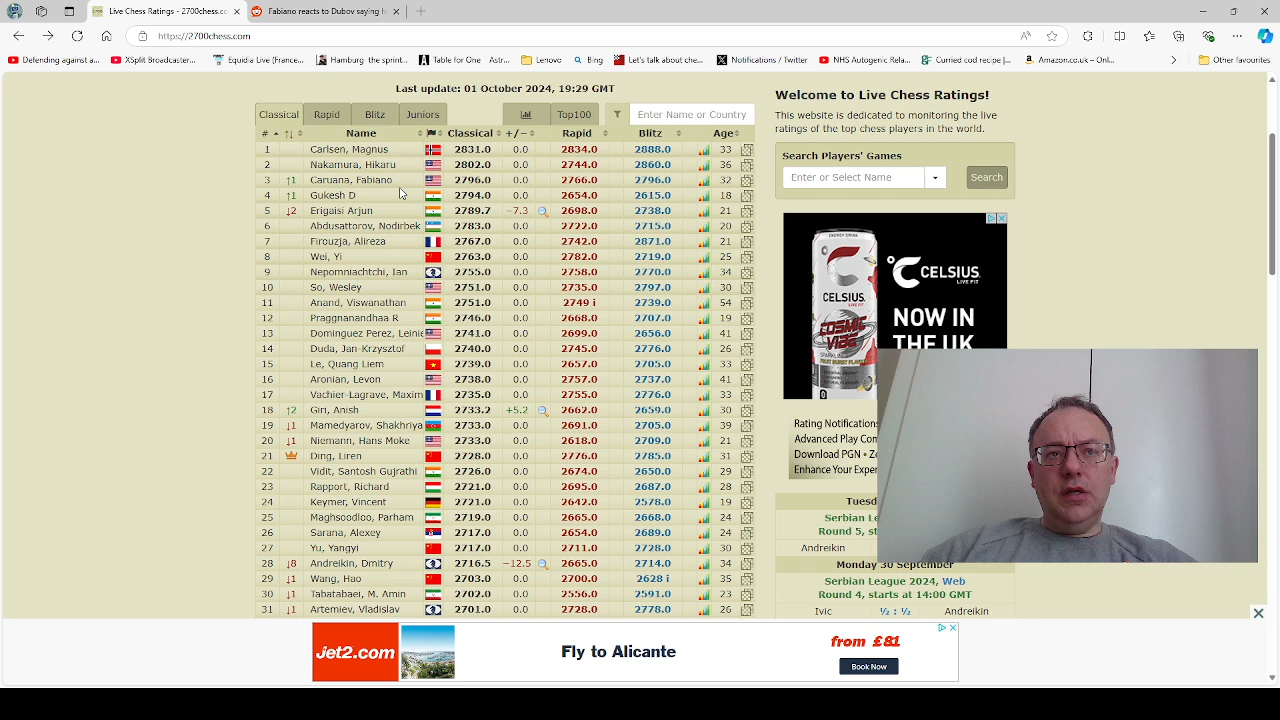 Live Chess Ratings - 2700chess.com
Fabiano reacts to Dubov saying H
https://2700chess.com
Defending against a...
XSplit Broadcaster...
Equidia Live (France...
Hamburg the sprint...
Table for One Astr...
Lenovo
Bing
Let's talk about che...
Notifications / Twitter
NHS Autogenic Rela...
Curried cod recipe |...
Amazon.co.uk – Onl...
Other favourites
Last update: 01 October 2024, 19:29 GMT
Classical Rapid Blitz Juniors Top100 Enter Name or Country
# Name Classical +/− Rapid Blitz Age
1 Carlsen, Magnus 2831.0 0.0 2834.0 2888.0 33
2 Nakamura, Hikaru 2802.0 0.0 2744.0 2860.0 36
3 ↑1 Caruana, Fabiano 2796.0 0.0 2766.0 2796.0 32
4 ↑1 Gukesh D 2794.0 0.0 2654.0 2615.0 18
5 ↓2 Erigaisi Arjun 2789.7 −7.3 2698.0 2738.0 21
6 Abdusattorov, Nodirbek 2783.0 0.0 2722.0 2715.0 20
7 Firouzja, Alireza 2767.0 0.0 2742.0 2871.0 21
8 Wei, Yi 2763.0 0.0 2782.0 2719.0 25
9 Nepomniachtchi, Ian 2755.0 0.0 2758.0 2770.0 34
10 So, Wesley 2751.0 0.0 2735.0 2797.0 30
11 Anand, Viswanathan 2751.0 0.0 2749 i 2739.0 54
12 Praggnanandhaa R 2746.0 0.0 2668.0 2707.0 19
13 Dominguez Perez, Leinie 2741.0 0.0 2699.0 2656.0 41
14 Duda, Jan-Krzysztof 2740.0 0.0 2745.0 2776.0 26
15 Le, Quang Liem 2739.0 0.0 2657.0 2705.0 33
16 Aronian, Levon 2738.0 0.0 2757.0 2737.0 41
17 Vachier-Lagrave, Maxim 2735.0 0.0 2755.0 2776.0 33
18 ↑2 Giri, Anish 2733.2 +5.2 2662.0 2659.0 30
19 ↓1 Mamedyarov, Shakhriya 2733.0 0.0 2691.0 2705.0 39
20 ↓1 Niemann, Hans Moke 2733.0 0.0 2618.0 2709.0 21
21 Ding, Liren 2728.0 0.0 2776.0 2785.0 31
22 Vidit, Santosh Gujrathi 2726.0 0.0 2674.0 2650.0 29
23 Rapport, Richard 2721.0 0.0 2695.0 2687.0 28
24 Keymer, Vincent 2721.0 0.0 2642.0 2578.0 19
25 Maghsoodloo, Parham 2719.0 0.0 2665.0 2668.0 24
26 Sarana, Alexey 2717.0 0.0 2654.0 2689.0 24
27 Yu, Yangyi 2717.0 0.0 2711.0 2728.0 30
28 ↓8 Andreikin, Dmitry 2716.5 −12.5 2665.0 2714.0 34
29 ↓1 Wang, Hao 2703.0 0.0 2700.0 2628 i 35
30 ↓1 Tabatabaei, M. Amin 2702.0 0.0 2556.0 2591.0 23
31 ↓1 Artemiev, Vladislav 2701.0 0.0 2728.0 2778.0 26
Welcome to Live Chess Ratings!
This website is dedicated to monitoring the live
ratings of the top chess players in the world.
Search Players' Games
Enter or Select Name Search
CELSIUS.
LIVE FIT
ENERGY DRINK
CELSIUS
LIVE FIT
COSMIC
VIBE
NOW IN
THE UK
Rating Notifications
Advanced Play Con
Download PGN • Zo
Enhance Your Exper
Tuesd
Serbian Le
Round 5, st
Andreikin
Monday 30 September
Serbian League 2024, Web
Round 4, starts at 14:00 GMT
Ivic ½ : ½ Andreikin
Jet2.com
Fly to Alicante
from £81
Book Now